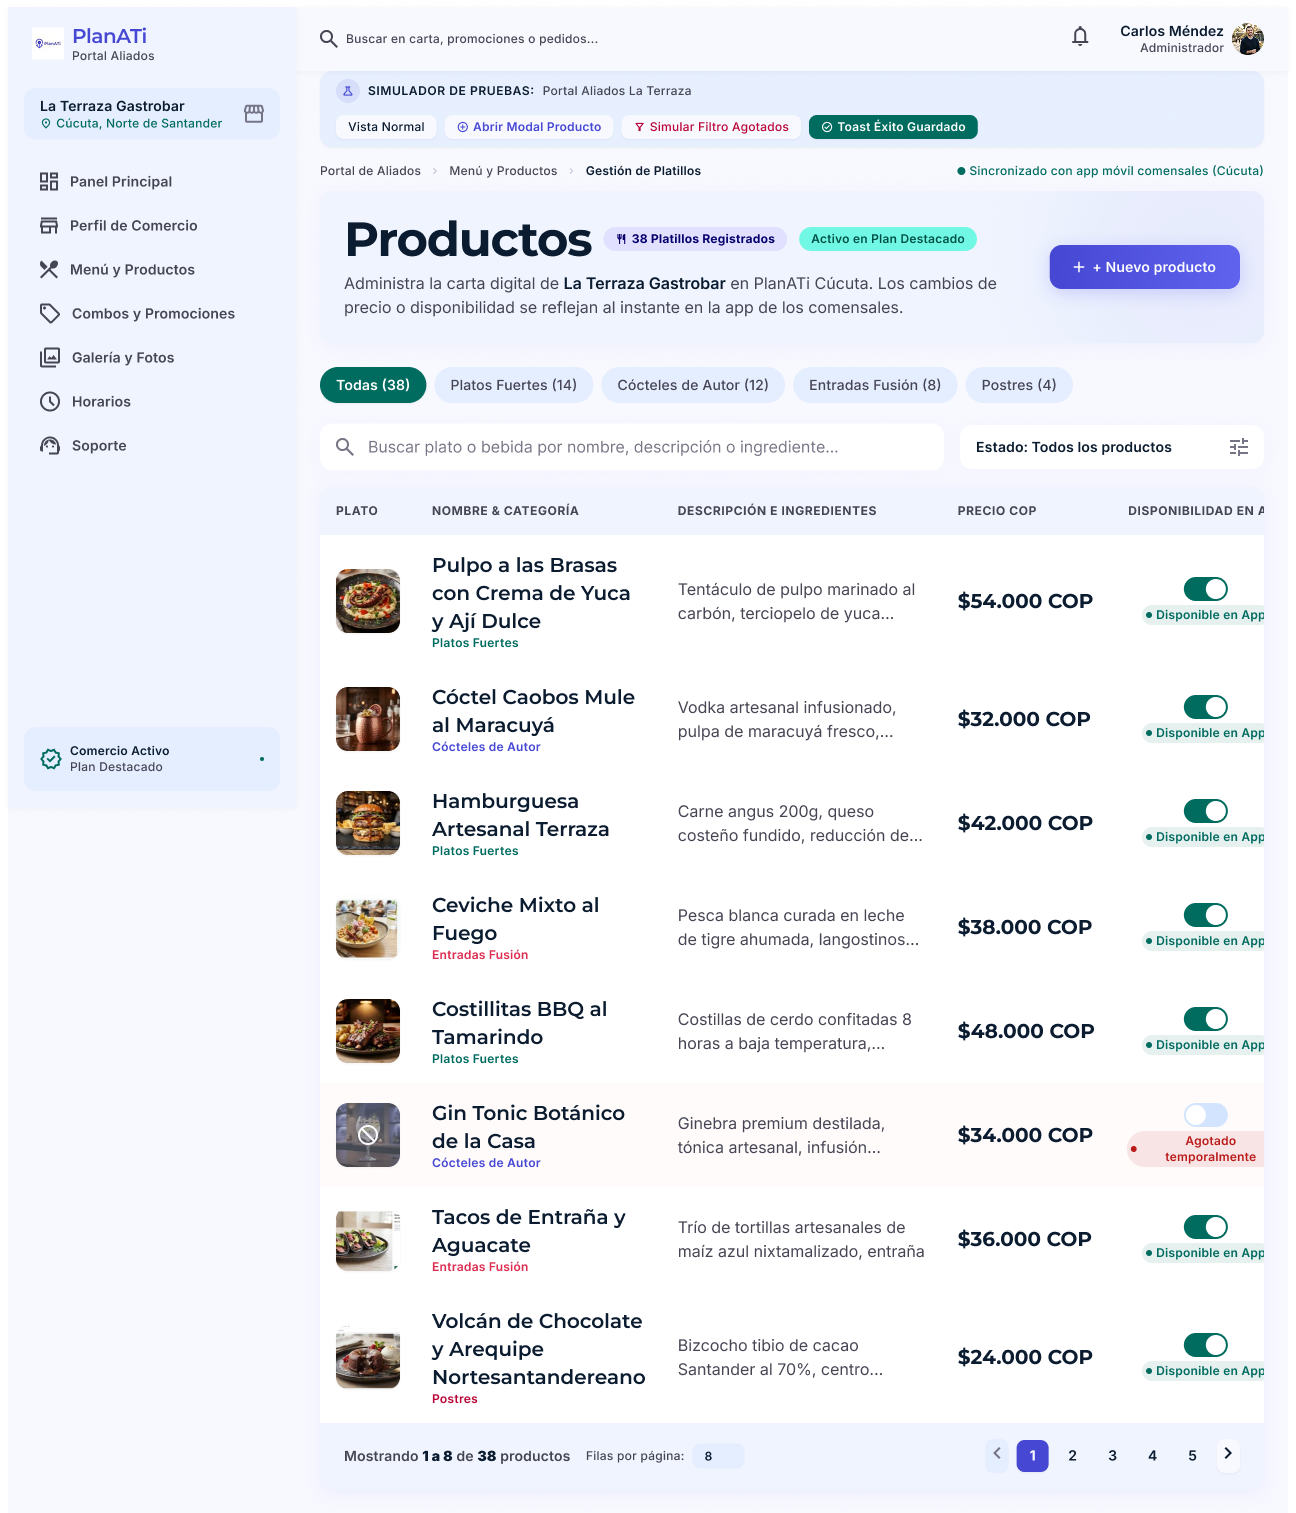 PlanATi
PlanATi
Portal Aliados
La Terraza Gastrobar
Cúcuta, Norte de Santander
Panel Principal
Perfil de Comercio
Menú y Productos
Combos y Promociones
Galería y Fotos
Horarios
Soporte
Comercio Activo
Plan Destacado
Buscar en carta, promociones o pedidos...
Carlos Méndez
Administrador
SIMULADOR DE PRUEBAS: Portal Aliados La Terraza
Vista Normal
Abrir Modal Producto
Simular Filtro Agotados
Toast Éxito Guardado
Portal de Aliados › Menú y Productos › Gestión de Platillos
Sincronizado con app móvil comensales (Cúcuta)
Productos
38 Platillos Registrados
Activo en Plan Destacado
Administra la carta digital de La Terraza Gastrobar en PlanATi Cúcuta. Los cambios de
precio o disponibilidad se reflejan al instante en la app de los comensales.
+ + Nuevo producto
Todas (38)
Platos Fuertes (14)
Cócteles de Autor (12)
Entradas Fusión (8)
Postres (4)
Buscar plato o bebida por nombre, descripción o ingrediente...
Estado: Todos los productos
PLATO
NOMBRE & CATEGORÍA
DESCRIPCIÓN E INGREDIENTES
PRECIO COP
DISPONIBILIDAD EN A
Pulpo a las Brasas
con Crema de Yuca
y Ají Dulce
Platos Fuertes
Tentáculo de pulpo marinado al
carbón, terciopelo de yuca...
$54.000 COP
Disponible en App
Cóctel Caobos Mule
al Maracuyá
Cócteles de Autor
Vodka artesanal infusionado,
pulpa de maracuyá fresco,...
$32.000 COP
Disponible en App
Hamburguesa
Artesanal Terraza
Platos Fuertes
Carne angus 200g, queso
costeño fundido, reducción de...
$42.000 COP
Disponible en App
Ceviche Mixto al
Fuego
Entradas Fusión
Pesca blanca curada en leche
de tigre ahumada, langostinos...
$38.000 COP
Disponible en App
Costillitas BBQ al
Tamarindo
Platos Fuertes
Costillas de cerdo confitadas 8
horas a baja temperatura,...
$48.000 COP
Disponible en App
Gin Tonic Botánico
de la Casa
Cócteles de Autor
Ginebra premium destilada,
tónica artesanal, infusión...
$34.000 COP
Agotado
temporalmente
Tacos de Entraña y
Aguacate
Entradas Fusión
Trío de tortillas artesanales de
maíz azul nixtamalizado, entraña
$36.000 COP
Disponible en App
Volcán de Chocolate
y Arequipe
Nortesantandereano
Postres
Bizcocho tibio de cacao
Santander al 70%, centro...
$24.000 COP
Disponible en App
Mostrando 1 a 8 de 38 productos
Filas por página: 8
1 2 3 4 5